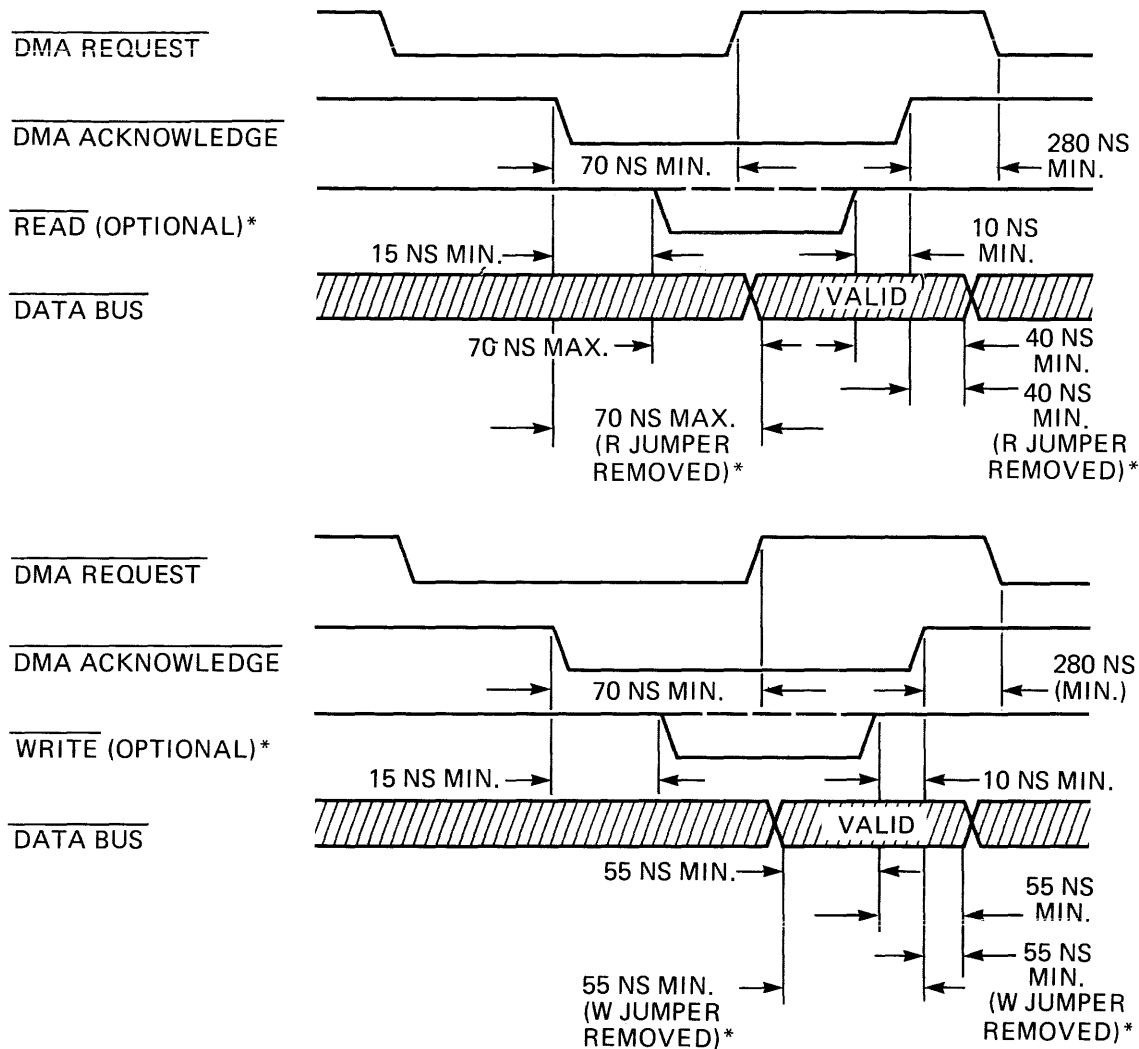 DMA REQUEST
DMA ACKNOWLEDGE
70 NS MIN.
280 NS
MIN.
READ (OPTIONAL)*
15 NS MIN.
10 NS
MIN.
DATA BUS
VALID
70 NS MAX.
40 NS
MIN.
70 NS MAX.
(R JUMPER
REMOVED)*
40 NS
MIN.
(R JUMPER
REMOVED)*
DMA REQUEST
DMA ACKNOWLEDGE
70 NS MIN.
280 NS
(MIN.)
WRITE (OPTIONAL)*
15 NS MIN.
10 NS MIN.
DATA BUS
VALID
55 NS MIN.
55 NS
MIN.
55 NS MIN.
(W JUMPER
REMOVED)*
55 NS
MIN.
(W JUMPER
REMOVED)*